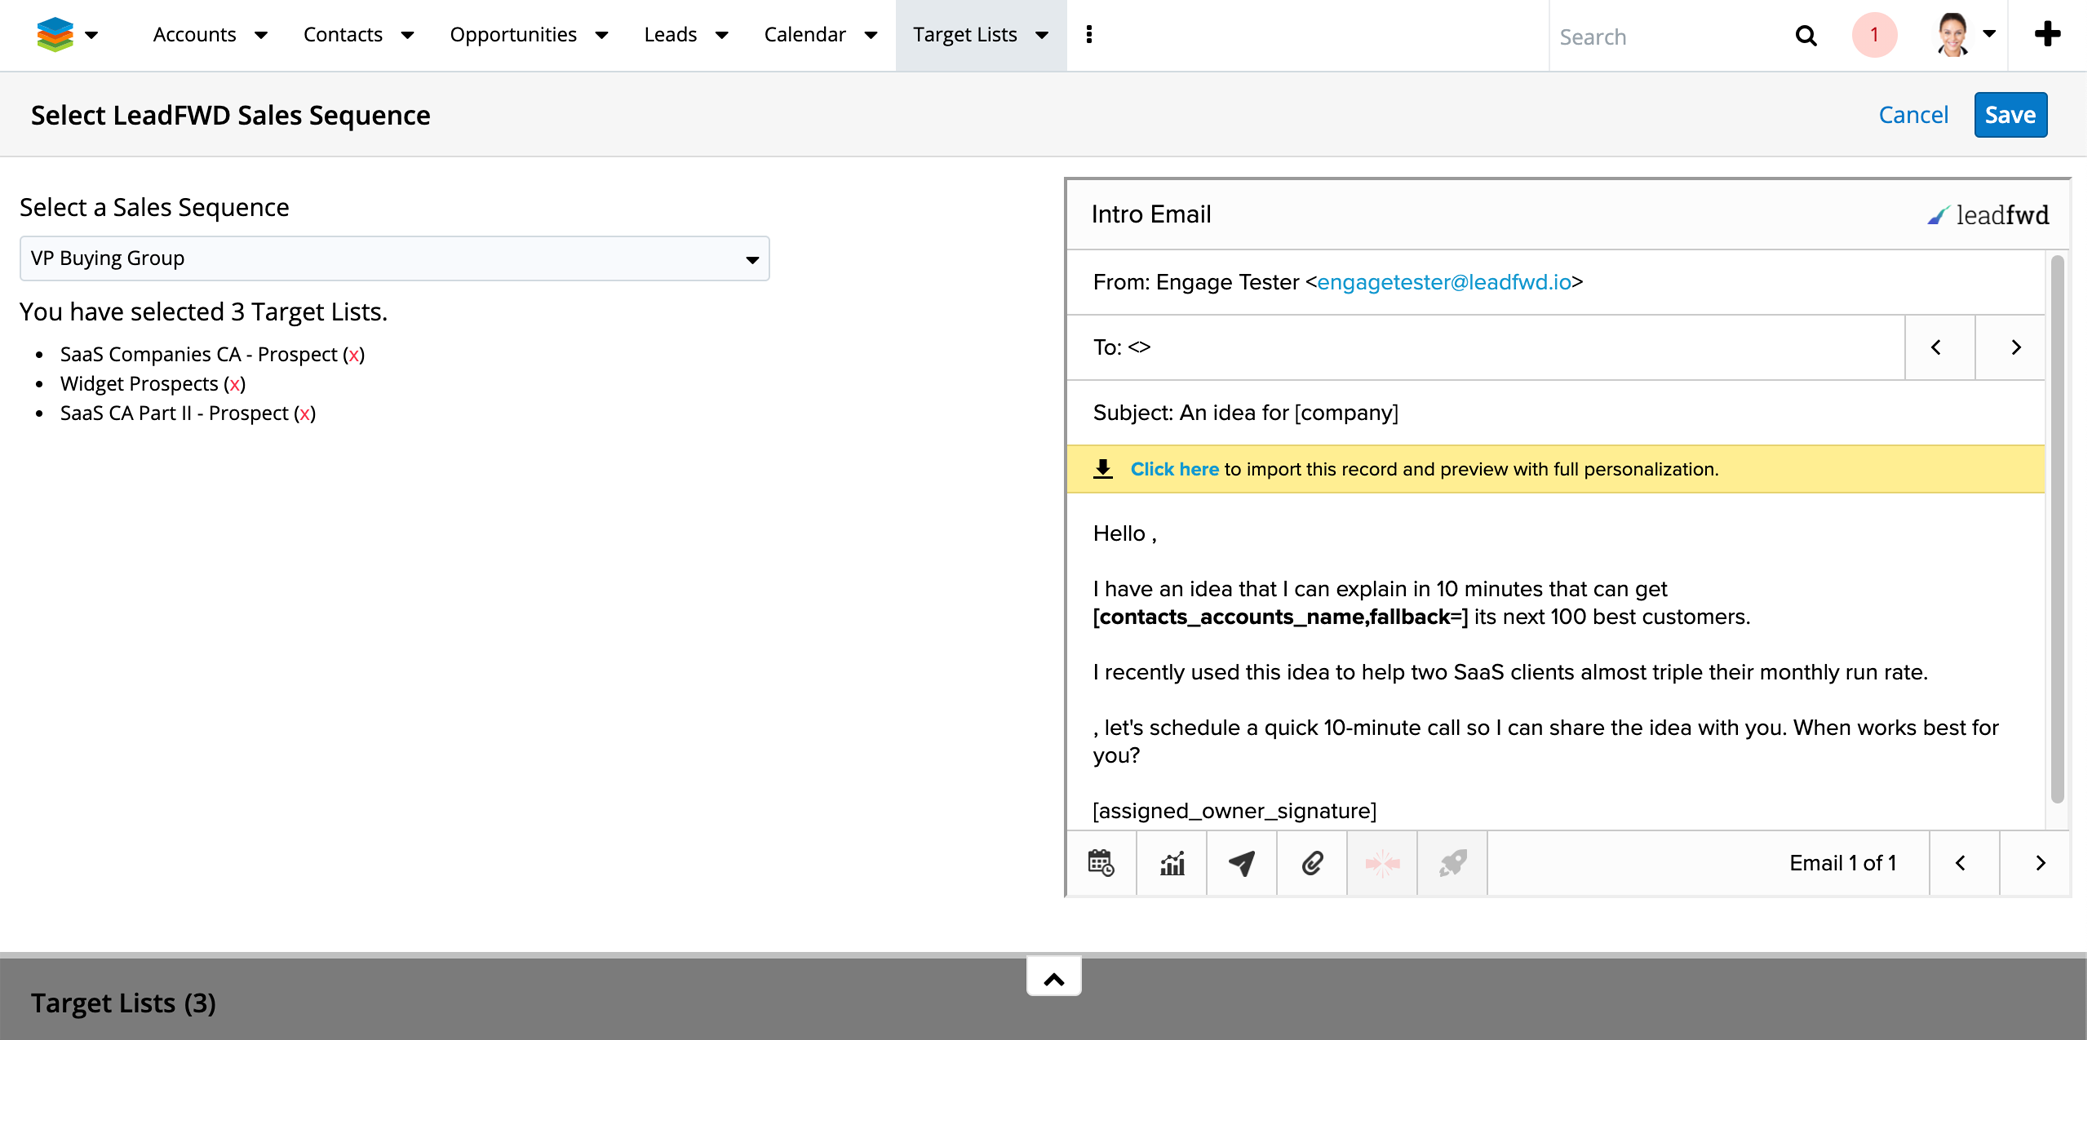 Accounts Contacts Opportunities Leads Calendar Target Lists Search 1
Select LeadFWD Sales Sequence Cancel Save
Select a Sales Sequence
VP Buying Group
You have selected 3 Target Lists.
SaaS Companies CA - Prospect (x)
Widget Prospects (x)
SaaS CA Part II - Prospect (x)
Intro Email leadfwd
From: Engage Tester <engagetester@leadfwd.io>
To: <>
Subject: An idea for [company]
Click here to import this record and preview with full personalization.
Hello ,
I have an idea that I can explain in 10 minutes that can get
[contacts_accounts_name,fallback=] its next 100 best customers.
I recently used this idea to help two SaaS clients almost triple their monthly run rate.
, let's schedule a quick 10-minute call so I can share the idea with you. When works best for
you?
[assigned_owner_signature]
Email 1 of 1
Target Lists (3)